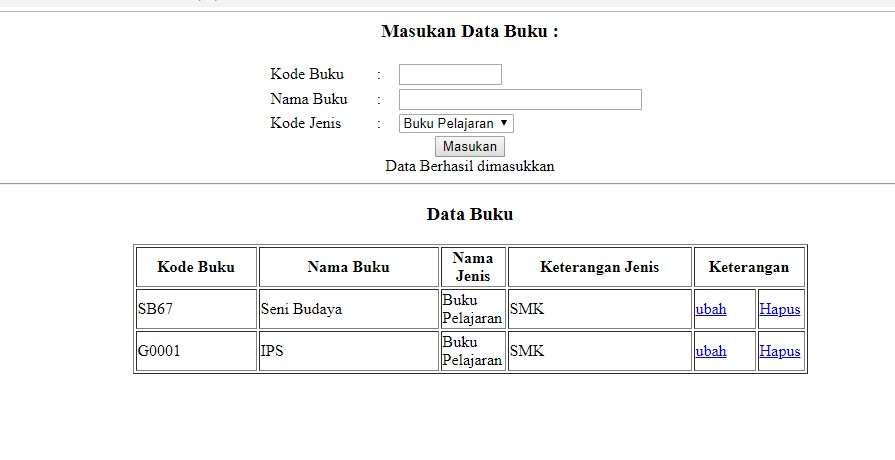 Masukan Data Buku :
Kode Buku :
Nama Buku :
Kode Jenis : Buku Pelajaran
Masukan
Data Berhasil dimasukkan
Data Buku
Kode Buku Nama Buku Nama Jenis Keterangan Jenis Keterangan
SB67 Seni Budaya Buku Pelajaran SMK ubah Hapus
G0001 IPS Buku Pelajaran SMK ubah Hapus